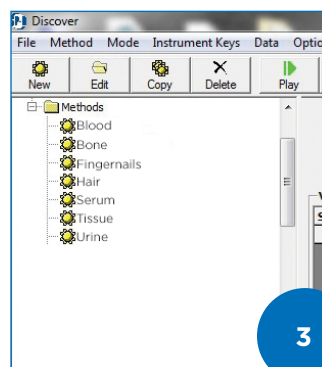 Discover
File Method Mode Instrument Keys Data Optio
New Edit Copy Delete Play
Methods
Blood
Bone
Fingernails
Hair
Serum
Tissue
Urine
3